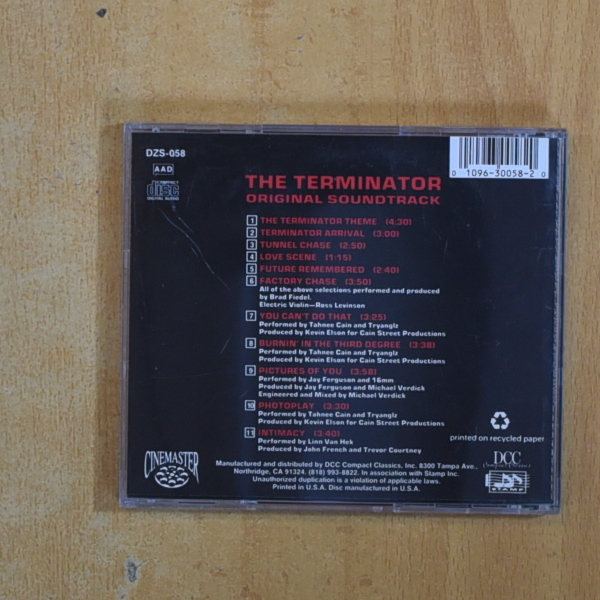 DZS-058
AAD
COMPACT
disc
DIGITAL AUDIO
0 1096-30058-2 0
THE TERMINATOR
ORIGINAL SOUNDTRACK
1 THE TERMINATOR THEME (4:30)
2 TERMINATOR ARRIVAL (3:00)
3 TUNNEL CHASE (2:50)
4 LOVE SCENE (1:15)
5 FUTURE REMEMBERED (2:40)
6 FACTORY CHASE (3:50)
All of the above selections performed and produced
by Brad Fiedel.
Electric Violin—Ross Levinson
7 YOU CAN'T DO THAT (3:25)
Performed by Tahnee Cain and Tryanglz
Produced by Kevin Elson for Cain Street Productions
8 BURNIN' IN THE THIRD DEGREE (3:38)
Performed by Tahnee Cain and Tryanglz
Produced by Kevin Elson for Cain Street Productions
9 PICTURES OF YOU (3:58)
Performed by Jay Ferguson and 16mm
Produced by Jay Ferguson and Michael Verdick
Engineered and Mixed by Michael Verdick
10 PHOTOPLAY (3:30)
Performed by Tahnee Cain and Tryanglz
Produced by Kevin Elson for Cain Street Productions
11 INTIMACY (3:40)
Performed by Linn Van Hek
Produced by John French and Trevor Courtney
printed on recycled paper
CINEMASTER
DCC
Compact Classics
STAMP
Manufactured and distributed by DCC Compact Classics, Inc. 8300 Tampa Ave.,
Northridge, CA 91324. (818) 993-8822. In association with Stamp Inc.
Unauthorized duplication is a violation of applicable laws.
Printed in U.S.A. Disc manufactured in U.S.A.